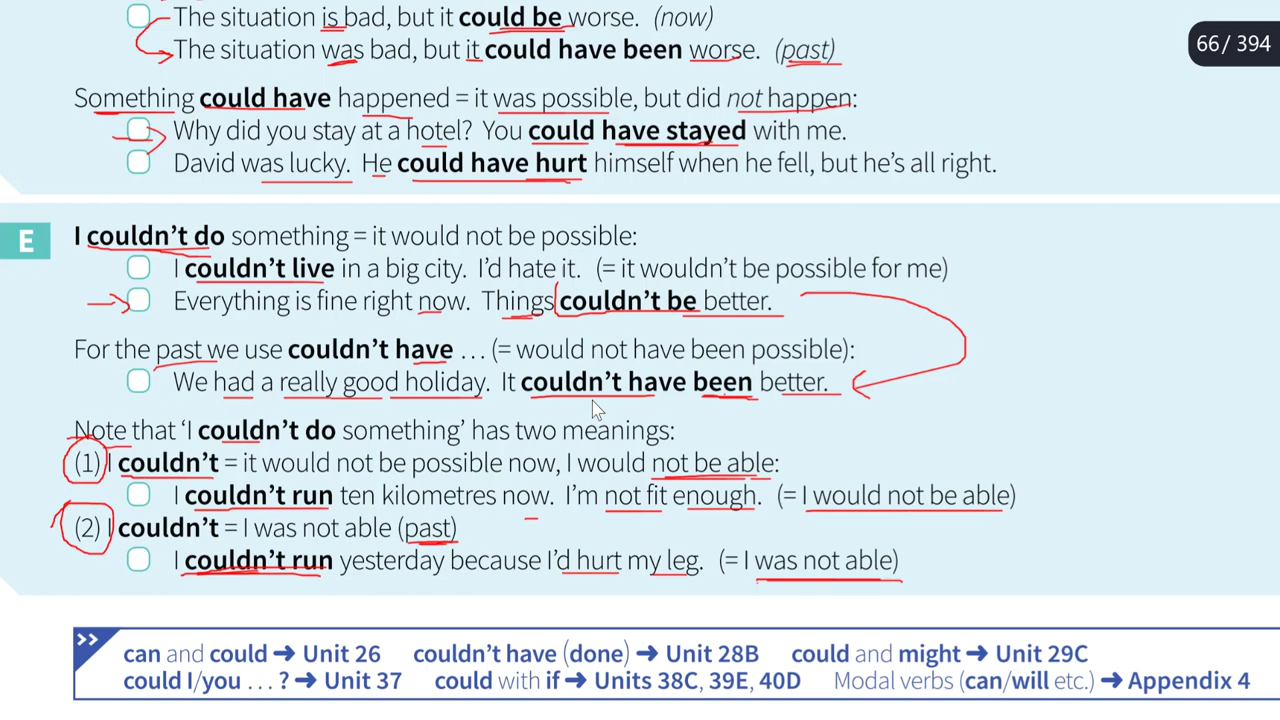 The situation is bad, but it could be worse. (now)
The situation was bad, but it could have been worse. (past)
66/ 394
Something could have happened = it was possible, but did not happen:
Why did you stay at a hotel? You could have stayed with me.
David was lucky. He could have hurt himself when he fell, but he's all right.
E
I couldn't do something = it would not be possible:
I couldn't live in a big city. I'd hate it. (= it wouldn't be possible for me)
Everything is fine right now. Things couldn't be better.
For the past we use couldn't have … (= would not have been possible):
We had a really good holiday. It couldn't have been better.
Note that 'I couldn't do something' has two meanings:
(1) I couldn't = it would not be possible now, I would not be able:
I couldn't run ten kilometres now. I'm not fit enough. (= I would not be able)
(2) I couldn't = I was not able (past)
I couldn't run yesterday because I'd hurt my leg. (= I was not able)
>>
can and could ➜ Unit 26 couldn't have (done) ➜ Unit 28B could and might ➜ Unit 29C
could I/you … ? ➜ Unit 37 could with if ➜ Units 38C, 39E, 40D Modal verbs (can/will etc.) ➜ Appendix 4